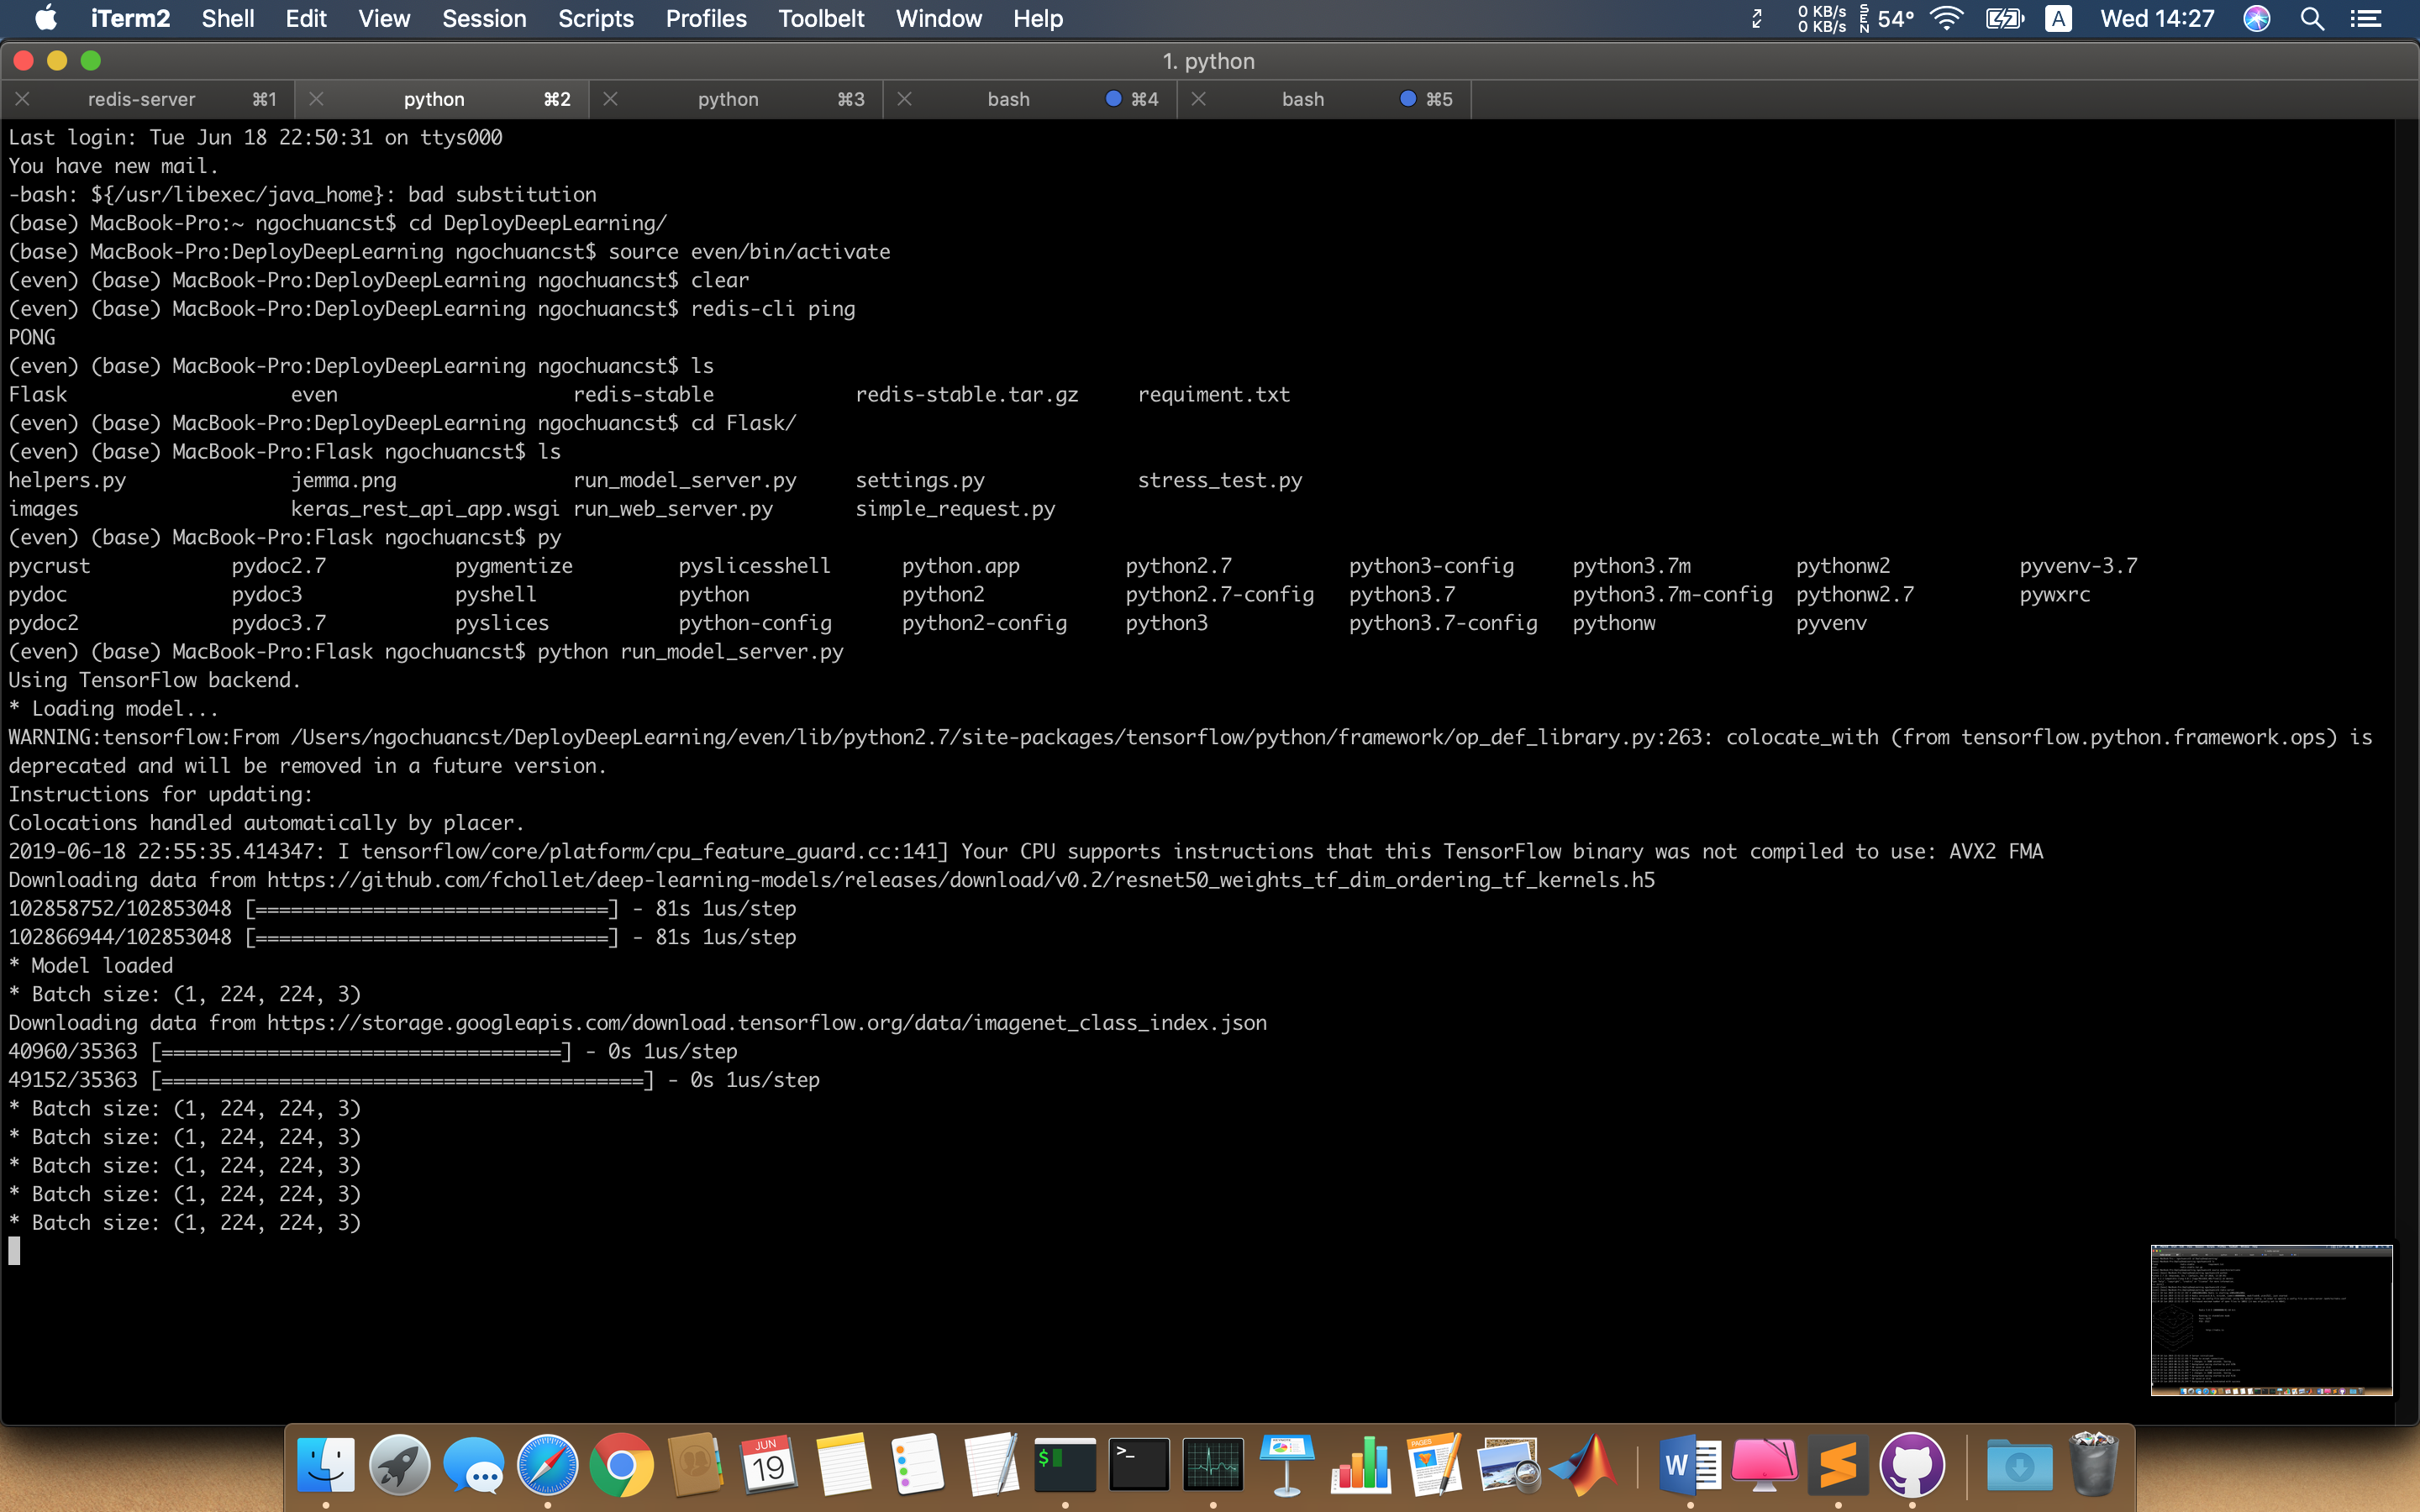 iTerm2 Shell Edit View Session Scripts Profiles Toolbelt Window Help 0 KB/s 0 KB/s SEN 54° A Wed 14:27
1. python
redis-server ⌘1 python ⌘2 python ⌘3 bash ⌘4 bash ⌘5
Last login: Tue Jun 18 22:50:31 on ttys000
You have new mail.
-bash: ${/usr/libexec/java_home}: bad substitution
(base) MacBook-Pro:~ ngochuancst$ cd DeployDeepLearning/
(base) MacBook-Pro:DeployDeepLearning ngochuancst$ source even/bin/activate
(even) (base) MacBook-Pro:DeployDeepLearning ngochuancst$ clear
(even) (base) MacBook-Pro:DeployDeepLearning ngochuancst$ redis-cli ping
PONG
(even) (base) MacBook-Pro:DeployDeepLearning ngochuancst$ ls
Flask even redis-stable redis-stable.tar.gz requiment.txt
(even) (base) MacBook-Pro:DeployDeepLearning ngochuancst$ cd Flask/
(even) (base) MacBook-Pro:Flask ngochuancst$ ls
helpers.py jemma.png run_model_server.py settings.py stress_test.py
images keras_rest_api_app.wsgi run_web_server.py simple_request.py
(even) (base) MacBook-Pro:Flask ngochuancst$ py
pycrust pydoc2.7 pygmentize pyslicesshell python.app python2.7 python3-config python3.7m pythonw2 pyvenv-3.7
pydoc pydoc3 pyshell python python2 python2.7-config python3.7 python3.7m-config pythonw2.7 pywxrc
pydoc2 pydoc3.7 pyslices python-config python2-config python3 python3.7-config pythonw pyvenv
(even) (base) MacBook-Pro:Flask ngochuancst$ python run_model_server.py
Using TensorFlow backend.
* Loading model...
WARNING:tensorflow:From /Users/ngochuancst/DeployDeepLearning/even/lib/python2.7/site-packages/tensorflow/python/framework/op_def_library.py:263: colocate_with (from tensorflow.python.framework.ops) is
deprecated and will be removed in a future version.
Instructions for updating:
Colocations handled automatically by placer.
2019-06-18 22:55:35.414347: I tensorflow/core/platform/cpu_feature_guard.cc:141] Your CPU supports instructions that this TensorFlow binary was not compiled to use: AVX2 FMA
Downloading data from https://github.com/fchollet/deep-learning-models/releases/download/v0.2/resnet50_weights_tf_dim_ordering_tf_kernels.h5
102858752/102853048 [==============================] - 81s 1us/step
102866944/102853048 [==============================] - 81s 1us/step
* Model loaded
* Batch size: (1, 224, 224, 3)
Downloading data from https://storage.googleapis.com/download.tensorflow.org/data/imagenet_class_index.json
40960/35363 [==================================] - 0s 1us/step
49152/35363 [=========================================] - 0s 1us/step
* Batch size: (1, 224, 224, 3)
* Batch size: (1, 224, 224, 3)
* Batch size: (1, 224, 224, 3)
* Batch size: (1, 224, 224, 3)
* Batch size: (1, 224, 224, 3)
JUN
19
PAGES
W